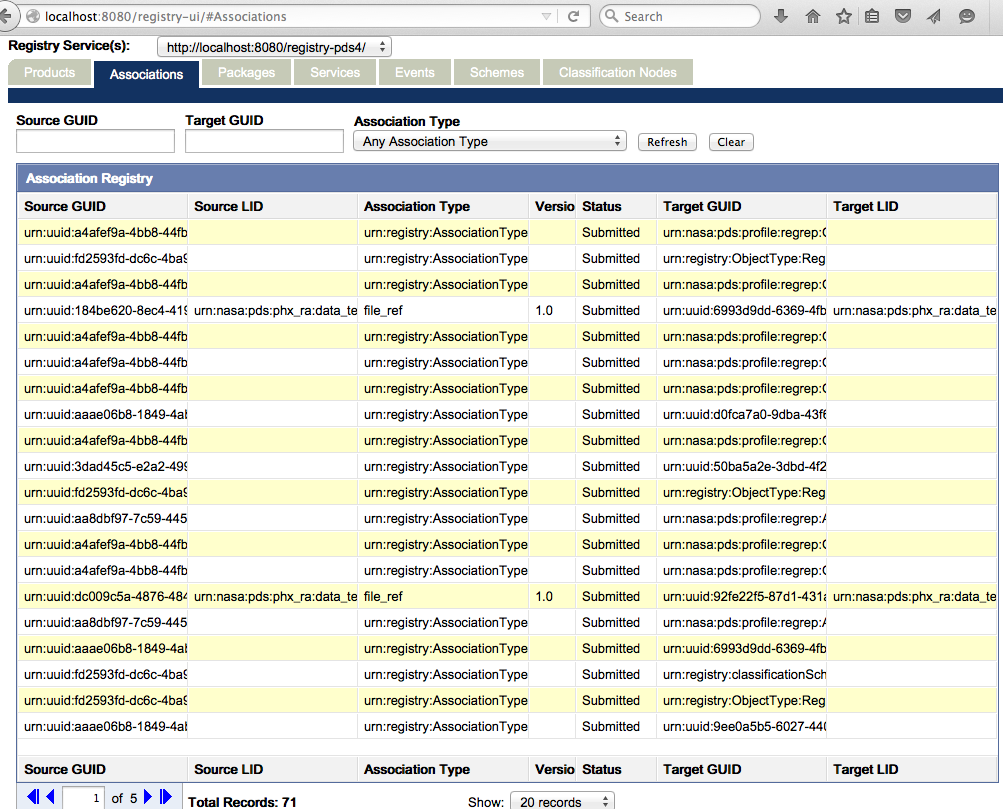 localhost:8080/registry-ui/#Associations Search
Registry Service(s): http://localhost:8080/registry-pds4/
Products Associations Packages Services Events Schemes Classification Nodes
Source GUID Target GUID Association Type
Any Association Type Refresh Clear
Association Registry
Source GUID Source LID Association Type Versio Status Target GUID Target LID
urn:uuid:a4afef9a-4bb8-44fb urn:registry:AssociationType Submitted urn:nasa:pds:profile:regrep:C
urn:uuid:fd2593fd-dc6c-4ba9 urn:registry:AssociationType Submitted urn:registry:ObjectType:Reg
urn:uuid:a4afef9a-4bb8-44fb urn:registry:AssociationType Submitted urn:nasa:pds:profile:regrep:C
urn:uuid:184be620-8ec4-419 urn:nasa:pds:phx_ra:data_te file_ref 1.0 Submitted urn:uuid:6993d9dd-6369-4fb urn:nasa:pds:phx_ra:data_te
urn:uuid:a4afef9a-4bb8-44fb urn:registry:AssociationType Submitted urn:nasa:pds:profile:regrep:C
urn:uuid:a4afef9a-4bb8-44fb urn:registry:AssociationType Submitted urn:nasa:pds:profile:regrep:C
urn:uuid:a4afef9a-4bb8-44fb urn:registry:AssociationType Submitted urn:nasa:pds:profile:regrep:C
urn:uuid:aaae06b8-1849-4ab urn:registry:AssociationType Submitted urn:uuid:d0fca7a0-9dba-43f6
urn:uuid:a4afef9a-4bb8-44fb urn:registry:AssociationType Submitted urn:nasa:pds:profile:regrep:C
urn:uuid:3dad45c5-e2a2-499 urn:registry:AssociationType Submitted urn:uuid:50ba5a2e-3dbd-4f2
urn:uuid:fd2593fd-dc6c-4ba9 urn:registry:AssociationType Submitted urn:registry:ObjectType:Reg
urn:uuid:aa8dbf97-7c59-445 urn:registry:AssociationType Submitted urn:nasa:pds:profile:regrep:A
urn:uuid:a4afef9a-4bb8-44fb urn:registry:AssociationType Submitted urn:nasa:pds:profile:regrep:C
urn:uuid:a4afef9a-4bb8-44fb urn:registry:AssociationType Submitted urn:nasa:pds:profile:regrep:C
urn:uuid:dc009c5a-4876-484 urn:nasa:pds:phx_ra:data_te file_ref 1.0 Submitted urn:uuid:92fe22f5-87d1-431a urn:nasa:pds:phx_ra:data_te
urn:uuid:aa8dbf97-7c59-445 urn:registry:AssociationType Submitted urn:nasa:pds:profile:regrep:A
urn:uuid:aaae06b8-1849-4ab urn:registry:AssociationType Submitted urn:uuid:6993d9dd-6369-4fb
urn:uuid:fd2593fd-dc6c-4ba9 urn:registry:AssociationType Submitted urn:registry:classificationSch
urn:uuid:fd2593fd-dc6c-4ba9 urn:registry:AssociationType Submitted urn:registry:ObjectType:Reg
urn:uuid:aaae06b8-1849-4ab urn:registry:AssociationType Submitted urn:uuid:9ee0a5b5-6027-440
Source GUID Source LID Association Type Versio Status Target GUID Target LID
1 of 5 Total Records: 71 Show: 20 records